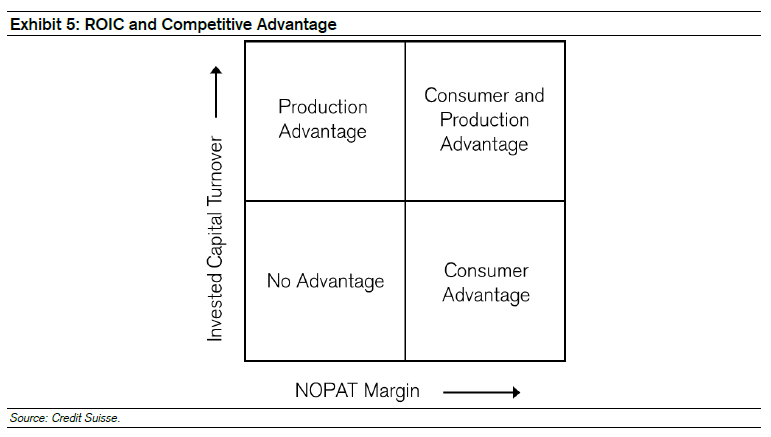 Exhibit 5: ROIC and Competitive Advantage
Invested Capital Turnover
Production
Advantage
Consumer and
Production
Advantage
No Advantage
Consumer
Advantage
NOPAT Margin
Source: Credit Suisse.